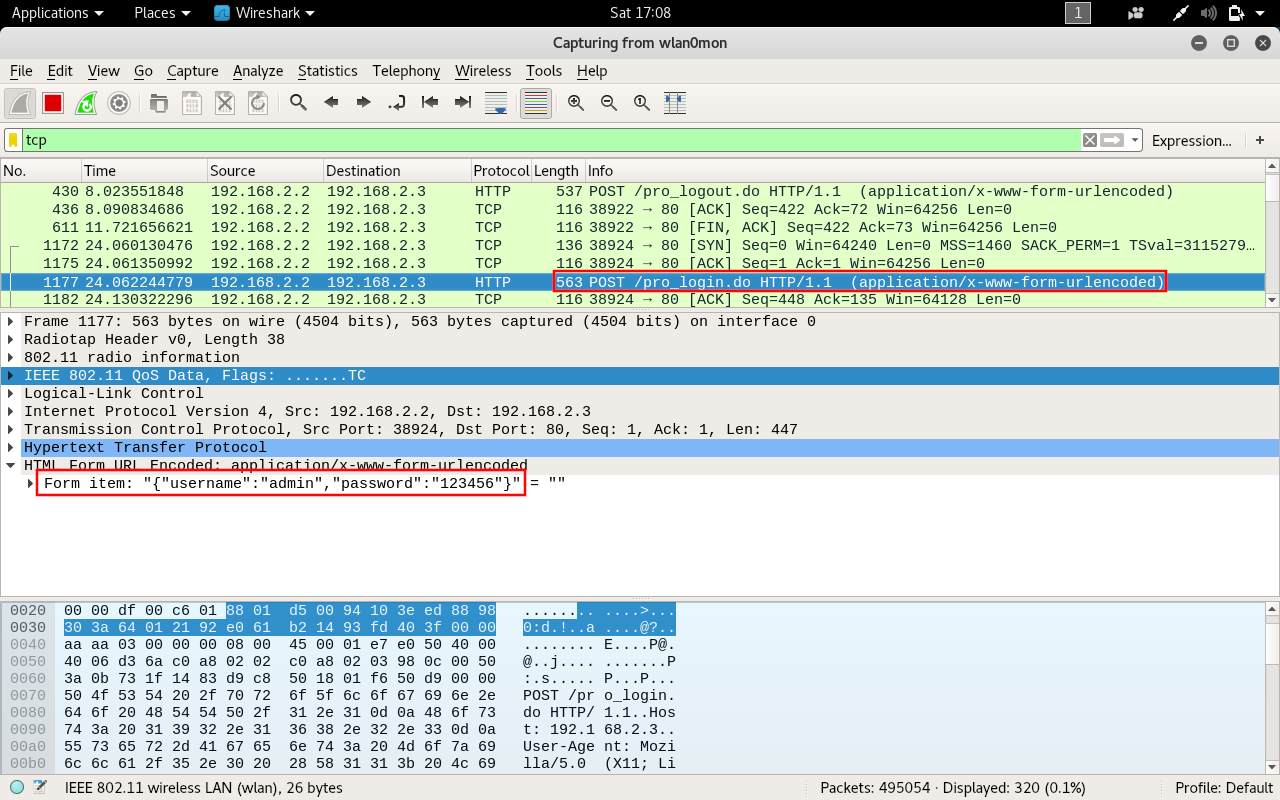 Applications Places Wireshark Sat 17:08 1
Capturing from wlan0mon
File Edit View Go Capture Analyze Statistics Telephony Wireless Tools Help
tcp Expression… +
No. Time Source Destination Protocol Length Info
430 8.023551848 192.168.2.2 192.168.2.3 HTTP 537 POST /pro_logout.do HTTP/1.1 (application/x-www-form-urlencoded)
436 8.090834686 192.168.2.2 192.168.2.3 TCP 116 38922 → 80 [ACK] Seq=422 Ack=72 Win=64256 Len=0
611 11.721656621 192.168.2.2 192.168.2.3 TCP 116 38922 → 80 [FIN, ACK] Seq=422 Ack=73 Win=64256 Len=0
1172 24.060130476 192.168.2.2 192.168.2.3 TCP 136 38924 → 80 [SYN] Seq=0 Win=64240 Len=0 MSS=1460 SACK_PERM=1 TSval=3115279…
1175 24.061350992 192.168.2.2 192.168.2.3 TCP 116 38924 → 80 [ACK] Seq=1 Ack=1 Win=64256 Len=0
1177 24.062244779 192.168.2.2 192.168.2.3 HTTP 563 POST /pro_login.do HTTP/1.1 (application/x-www-form-urlencoded)
1182 24.130322296 192.168.2.2 192.168.2.3 TCP 116 38924 → 80 [ACK] Seq=448 Ack=135 Win=64128 Len=0
Frame 1177: 563 bytes on wire (4504 bits), 563 bytes captured (4504 bits) on interface 0
Radiotap Header v0, Length 38
802.11 radio information
IEEE 802.11 QoS Data, Flags: .......TC
Logical-Link Control
Internet Protocol Version 4, Src: 192.168.2.2, Dst: 192.168.2.3
Transmission Control Protocol, Src Port: 38924, Dst Port: 80, Seq: 1, Ack: 1, Len: 447
Hypertext Transfer Protocol
HTML Form URL Encoded: application/x-www-form-urlencoded
Form item: "{"username":"admin","password":"123456"}" = ""
0020 00 00 df 00 c6 01 88 01 d5 00 94 10 3e ed 88 98 ........ ....>...
0030 30 3a 64 01 21 92 e0 61 b2 14 93 fd 40 3f 00 00 0:d.!..a ....@?..
0040 aa aa 03 00 00 00 08 00 45 00 01 e7 e0 50 40 00 ........ E....P@.
0050 40 06 d3 6a c0 a8 02 02 c0 a8 02 03 98 0c 00 50 @..j.... .......P
0060 3a 0b 73 1f 14 83 d9 c8 50 18 01 f6 50 d9 00 00 :.s..... P...P...
0070 50 4f 53 54 20 2f 70 72 6f 5f 6c 6f 67 69 6e 2e POST /pr o_login.
0080 64 6f 20 48 54 54 50 2f 31 2e 31 0d 0a 48 6f 73 do HTTP/ 1.1..Hos
0090 74 3a 20 31 39 32 2e 31 36 38 2e 32 2e 33 0d 0a t: 192.1 68.2.3..
00a0 55 73 65 72 2d 41 67 65 6e 74 3a 20 4d 6f 7a 69 User-Age nt: Mozi
00b0 6c 6c 61 2f 35 2e 30 20 28 58 31 31 3b 20 4c 69 lla/5.0 (X11; Li
IEEE 802.11 wireless LAN (wlan), 26 bytes Packets: 495054 · Displayed: 320 (0.1%) Profile: Default